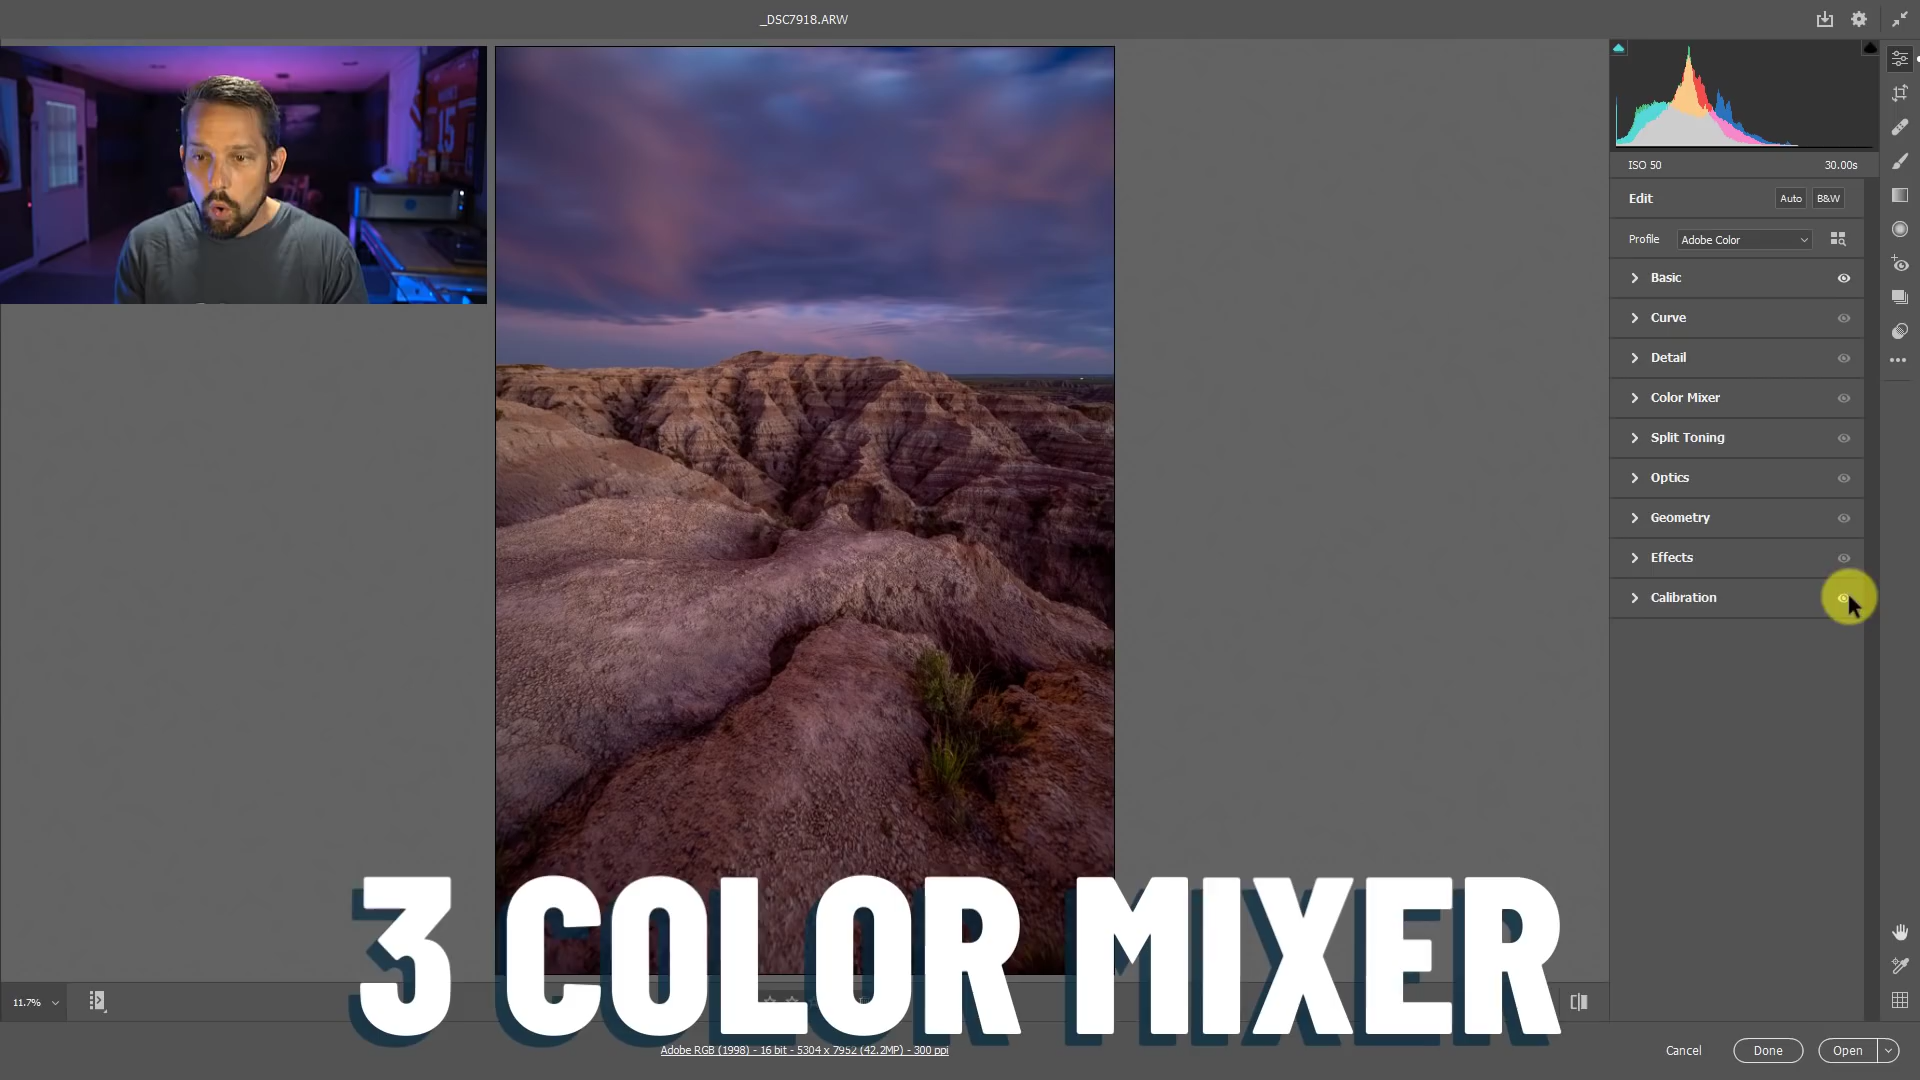 _DSC7918.ARW
ISO 50 30.00s
Edit Auto B&W
Profile Adobe Color
Basic
Curve
Detail
Color Mixer
Split Toning
Optics
Geometry
Effects
Calibration
15
3 COLOR MIXER
11.7%
Adobe RGB (1998) - 16 bit - 5304 x 7952 (42.2MP) - 300 ppi
Cancel Done Open